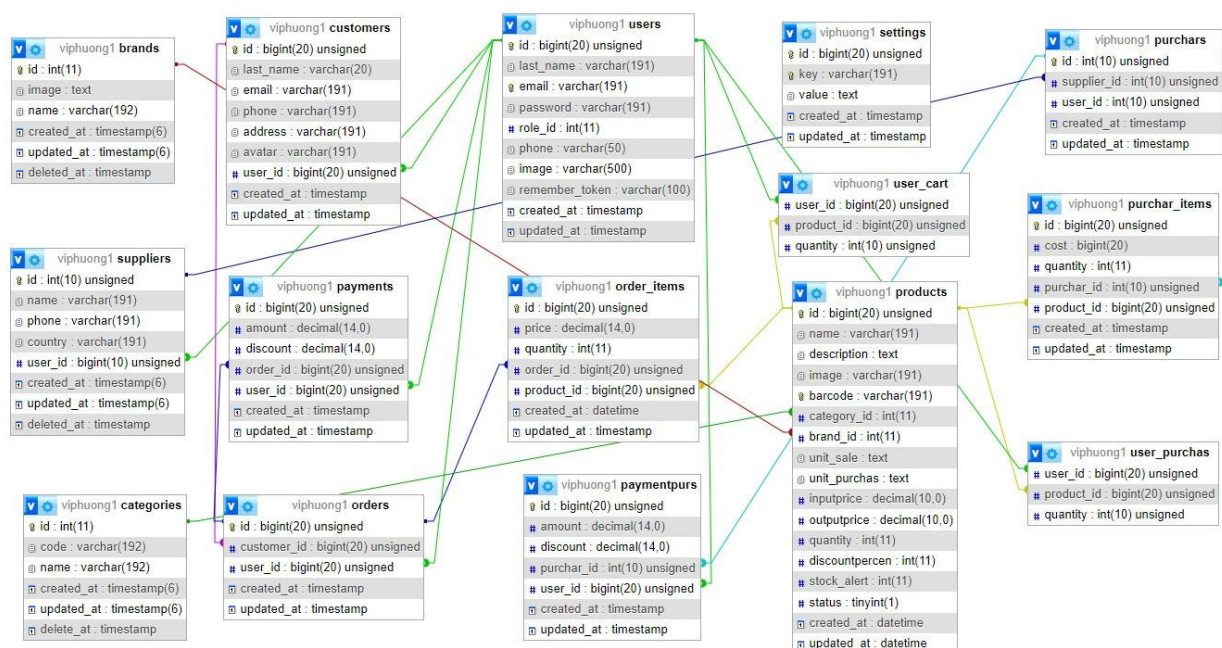 viphuong1 brands
id : int(11)
image : text
name : varchar(192)
created_at : timestamp(6)
updated_at : timestamp(6)
deleted_at : timestamp
viphuong1 customers
id : bigint(20) unsigned
last_name : varchar(20)
email : varchar(191)
phone : varchar(191)
address : varchar(191)
avatar : varchar(191)
user_id : bigint(20) unsigned
created_at : timestamp
updated_at : timestamp
viphuong1 users
id : bigint(20) unsigned
last_name : varchar(191)
email : varchar(191)
password : varchar(191)
role_id : int(11)
phone : varchar(50)
image : varchar(500)
remember_token : varchar(100)
created_at : timestamp
updated_at : timestamp
viphuong1 settings
id : bigint(20) unsigned
key : varchar(191)
value : text
created_at : timestamp
updated_at : timestamp
viphuong1 purchars
id : int(10) unsigned
supplier_id : int(10) unsigned
user_id : int(10) unsigned
created_at : timestamp
updated_at : timestamp
viphuong1 user_cart
user_id : bigint(20) unsigned
product_id : bigint(20) unsigned
quantity : int(10) unsigned
viphuong1 purchar_items
id : bigint(20) unsigned
cost : bigint(20)
quantity : int(11)
purchar_id : int(10) unsigned
product_id : bigint(20) unsigned
created_at : timestamp
updated_at : timestamp
viphuong1 suppliers
id : int(10) unsigned
name : varchar(191)
phone : varchar(191)
country : varchar(191)
user_id : bigint(10) unsigned
created_at : timestamp(6)
updated_at : timestamp(6)
deleted_at : timestamp
viphuong1 payments
id : bigint(20) unsigned
amount : decimal(14,0)
discount : decimal(14,0)
order_id : bigint(20) unsigned
user_id : bigint(20) unsigned
created_at : timestamp
updated_at : timestamp
viphuong1 order_items
id : bigint(20) unsigned
price : decimal(14,0)
quantity : int(11)
order_id : bigint(20) unsigned
product_id : bigint(20) unsigned
created_at : datetime
updated_at : timestamp
viphuong1 products
id : bigint(20) unsigned
name : varchar(191)
description : text
image : varchar(191)
barcode : varchar(191)
category_id : int(11)
brand_id : int(11)
unit_sale : text
unit_purchas : text
inputprice : decimal(10,0)
outputprice : decimal(10,0)
quantity : int(11)
discountpercen : int(11)
stock_alert : int(11)
status : tinyint(1)
created_at : datetime
updated_at : datetime
viphuong1 user_purchas
user_id : bigint(20) unsigned
product_id : bigint(20) unsigned
quantity : int(10) unsigned
viphuong1 categories
id : int(11)
code : varchar(192)
name : varchar(192)
created_at : timestamp(6)
updated_at : timestamp(6)
delete_at : timestamp
viphuong1 orders
id : bigint(20) unsigned
customer_id : bigint(20) unsigned
user_id : bigint(20) unsigned
created_at : timestamp
updated_at : timestamp
viphuong1 paymentpurs
id : bigint(20) unsigned
amount : decimal(14,0)
discount : decimal(14,0)
purchar_id : int(10) unsigned
user_id : bigint(20) unsigned
created_at : timestamp
updated_at : timestamp